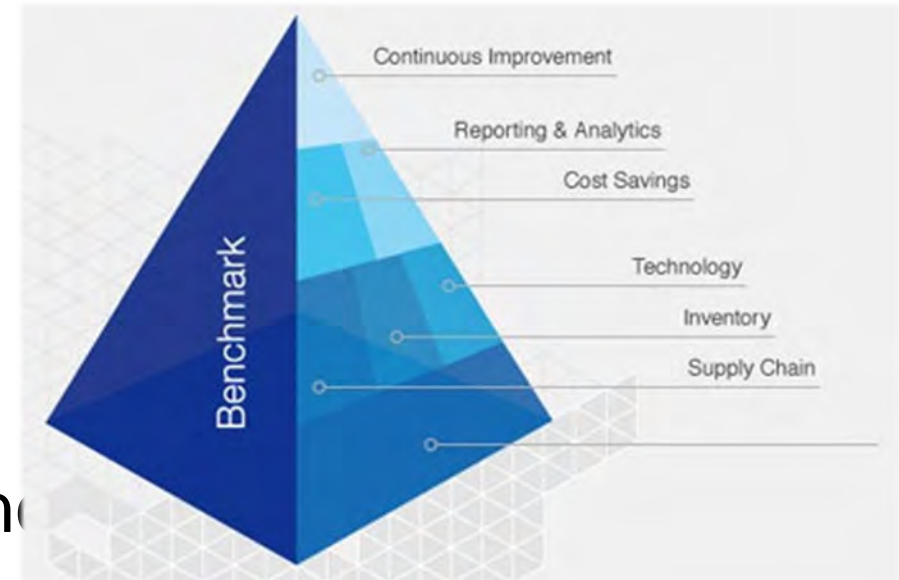 Continuous Improvement
Reporting & Analytics
Cost Savings
Technology
Inventory
Supply Chain
Benchmark